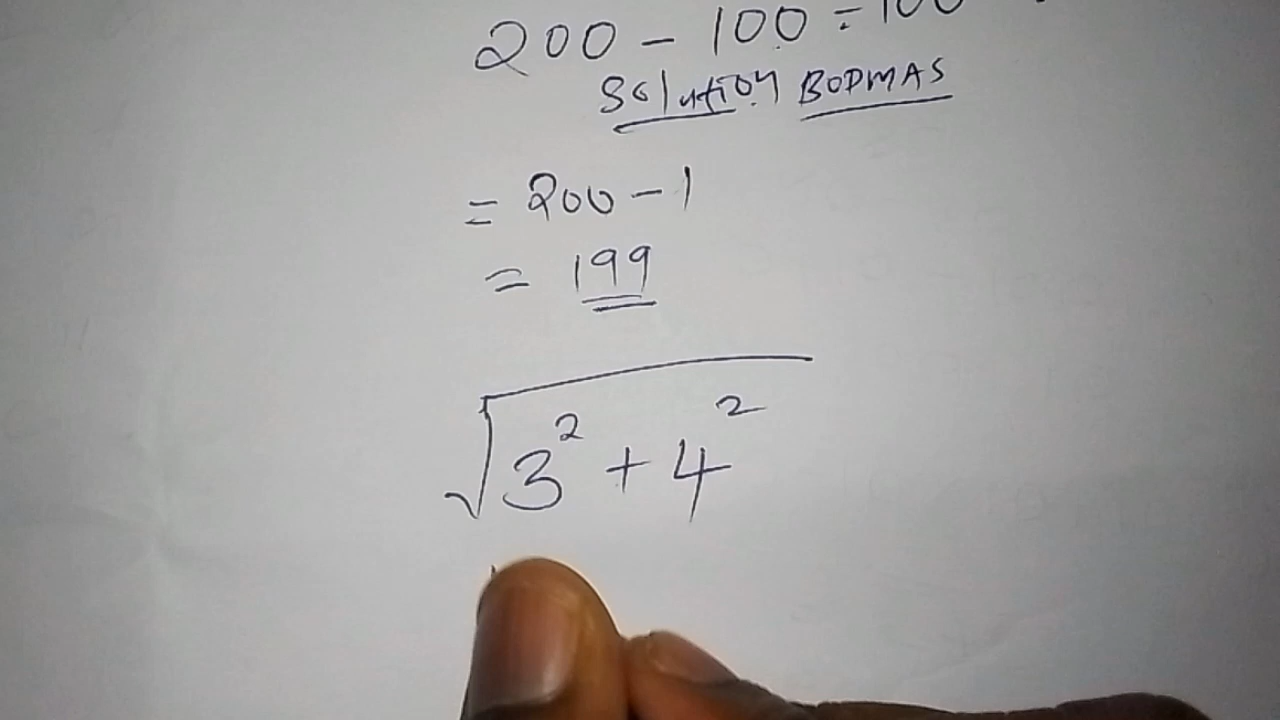 200 - 100 ÷ 100
Solution BODMAS
= 200 - 1
= 199
√3² + 4²